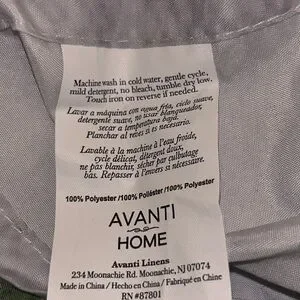 Machine wash in cold water, gentle cycle,
mild detergent, no bleach, tumble dry low.
Touch iron on reverse if needed.
Lavar a máquina con agua fría, ciclo suave,
detergente suave, no usar blanqueador,
secar a temperatura baja.
Planchar al revés si es necesario.
Lavable à la machine à l'eau froide,
cycle délicat, détergent doux,
ne pas blanchir, sécher par culbutage
bas. Repasser à l'envers si nécessaire.
100% Polyester /100% Poliéster /100% Polyester
AVANTI
HOME
Avanti Linens
234 Moonachie Rd. Moonachie, NJ 07074
Made in China / Hecho en China / Fabriqué en Chine
RN #87801